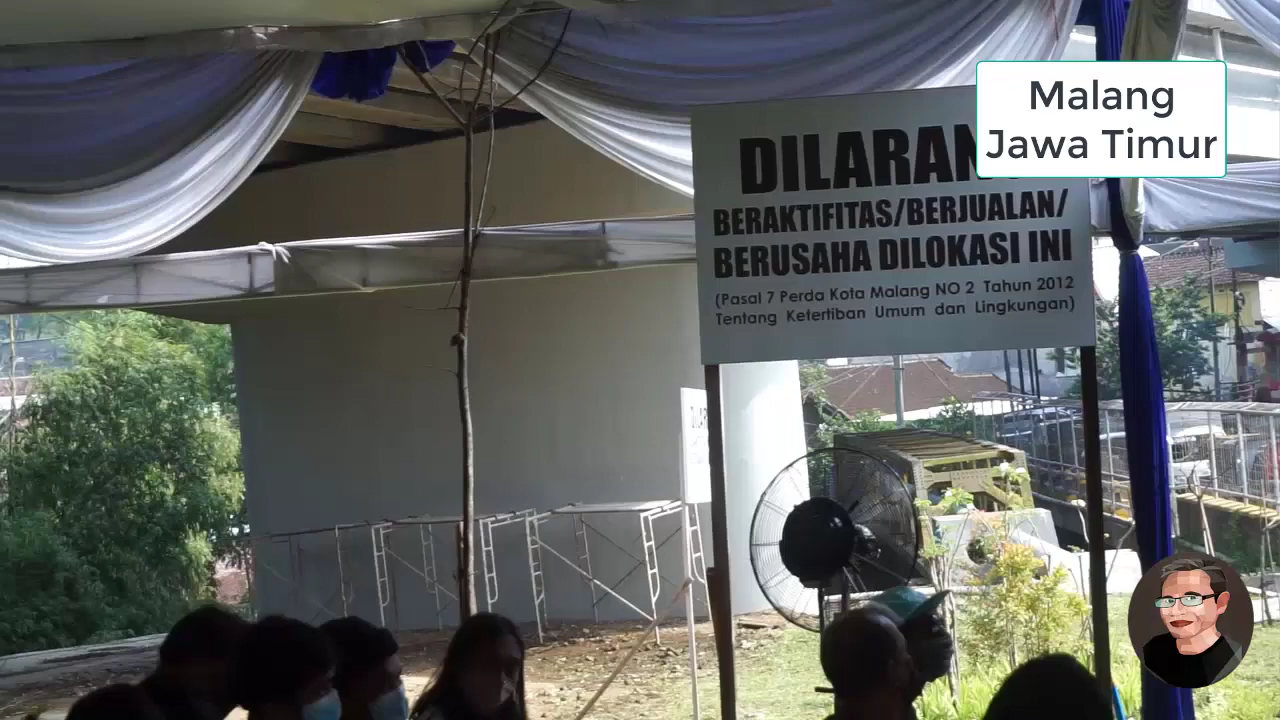 Malang
Jawa Timur
BERAKTIFITAS/BERJUALAN/
BERUSAHA DILOKASI INI
(Pasal 7 Perda Kota Malang NO 2 Tahun 2012
Tentang Ketertiban Umum dan Lingkungan)